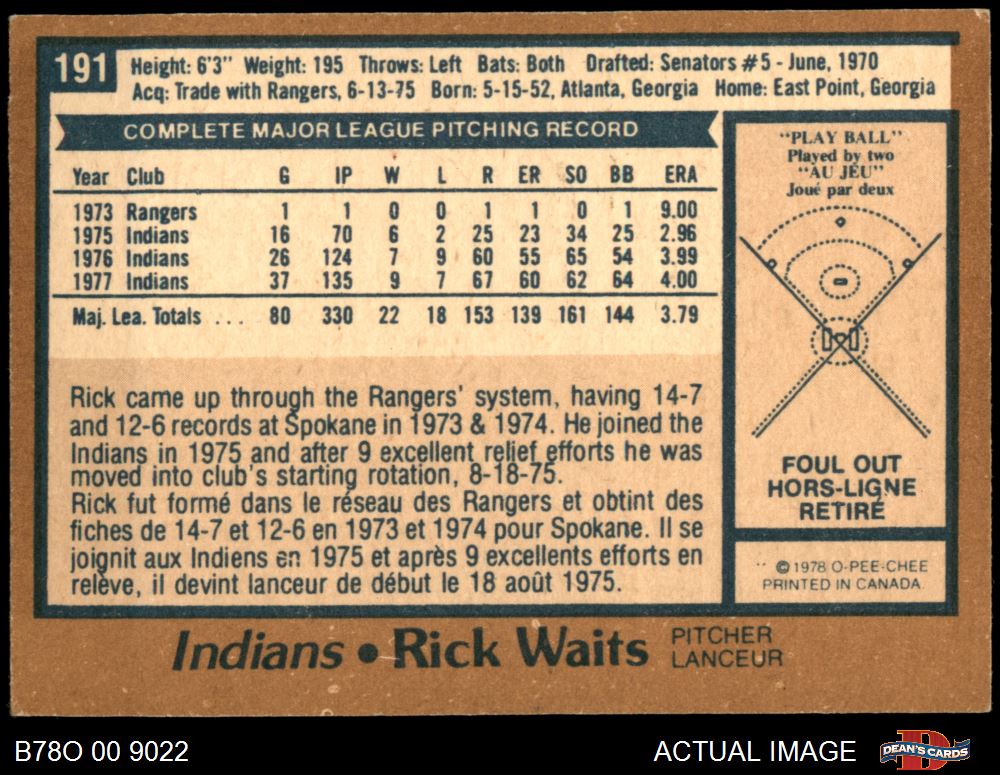 191
Height: 6'3" Weight: 195 Throws: Left Bats: Both Drafted: Senators #5 - June, 1970
Acq: Trade with Rangers, 6-13-75 Born: 5-15-52, Atlanta, Georgia Home: East Point, Georgia
COMPLETE MAJOR LEAGUE PITCHING RECORD
Year Club G IP W L R ER SO BB ERA
1973 Rangers 1 1 0 0 1 1 0 1 9.00
1975 Indians 16 70 6 2 25 23 34 25 2.96
1976 Indians 26 124 7 9 60 55 65 54 3.99
1977 Indians 37 135 9 7 67 60 62 64 4.00
Maj. Lea. Totals ... 80 330 22 18 153 139 161 144 3.79
Rick came up through the Rangers' system, having 14-7
and 12-6 records at Spokane in 1973 & 1974. He joined the
Indians in 1975 and after 9 excellent relief efforts he was
moved into club's starting rotation, 8-18-75.
Rick fut formé dans le réseau des Rangers et obtint des
fiches de 14-7 et 12-6 en 1973 et 1974 pour Spokane. Il se
joignit aux Indiens en 1975 et après 9 excellents efforts en
relève, il devint lanceur de début le 18 août 1975.
"PLAY BALL"
Played by two
"AU JEU"
Joué par deux
FOUL OUT
HORS-LIGNE
RETIRÉ
© 1978 O-PEE-CHEE
PRINTED IN CANADA
Indians • Rick Waits
PITCHER
LANCEUR
B78O 00 9022
ACTUAL IMAGE
D
DEAN'S CARDS